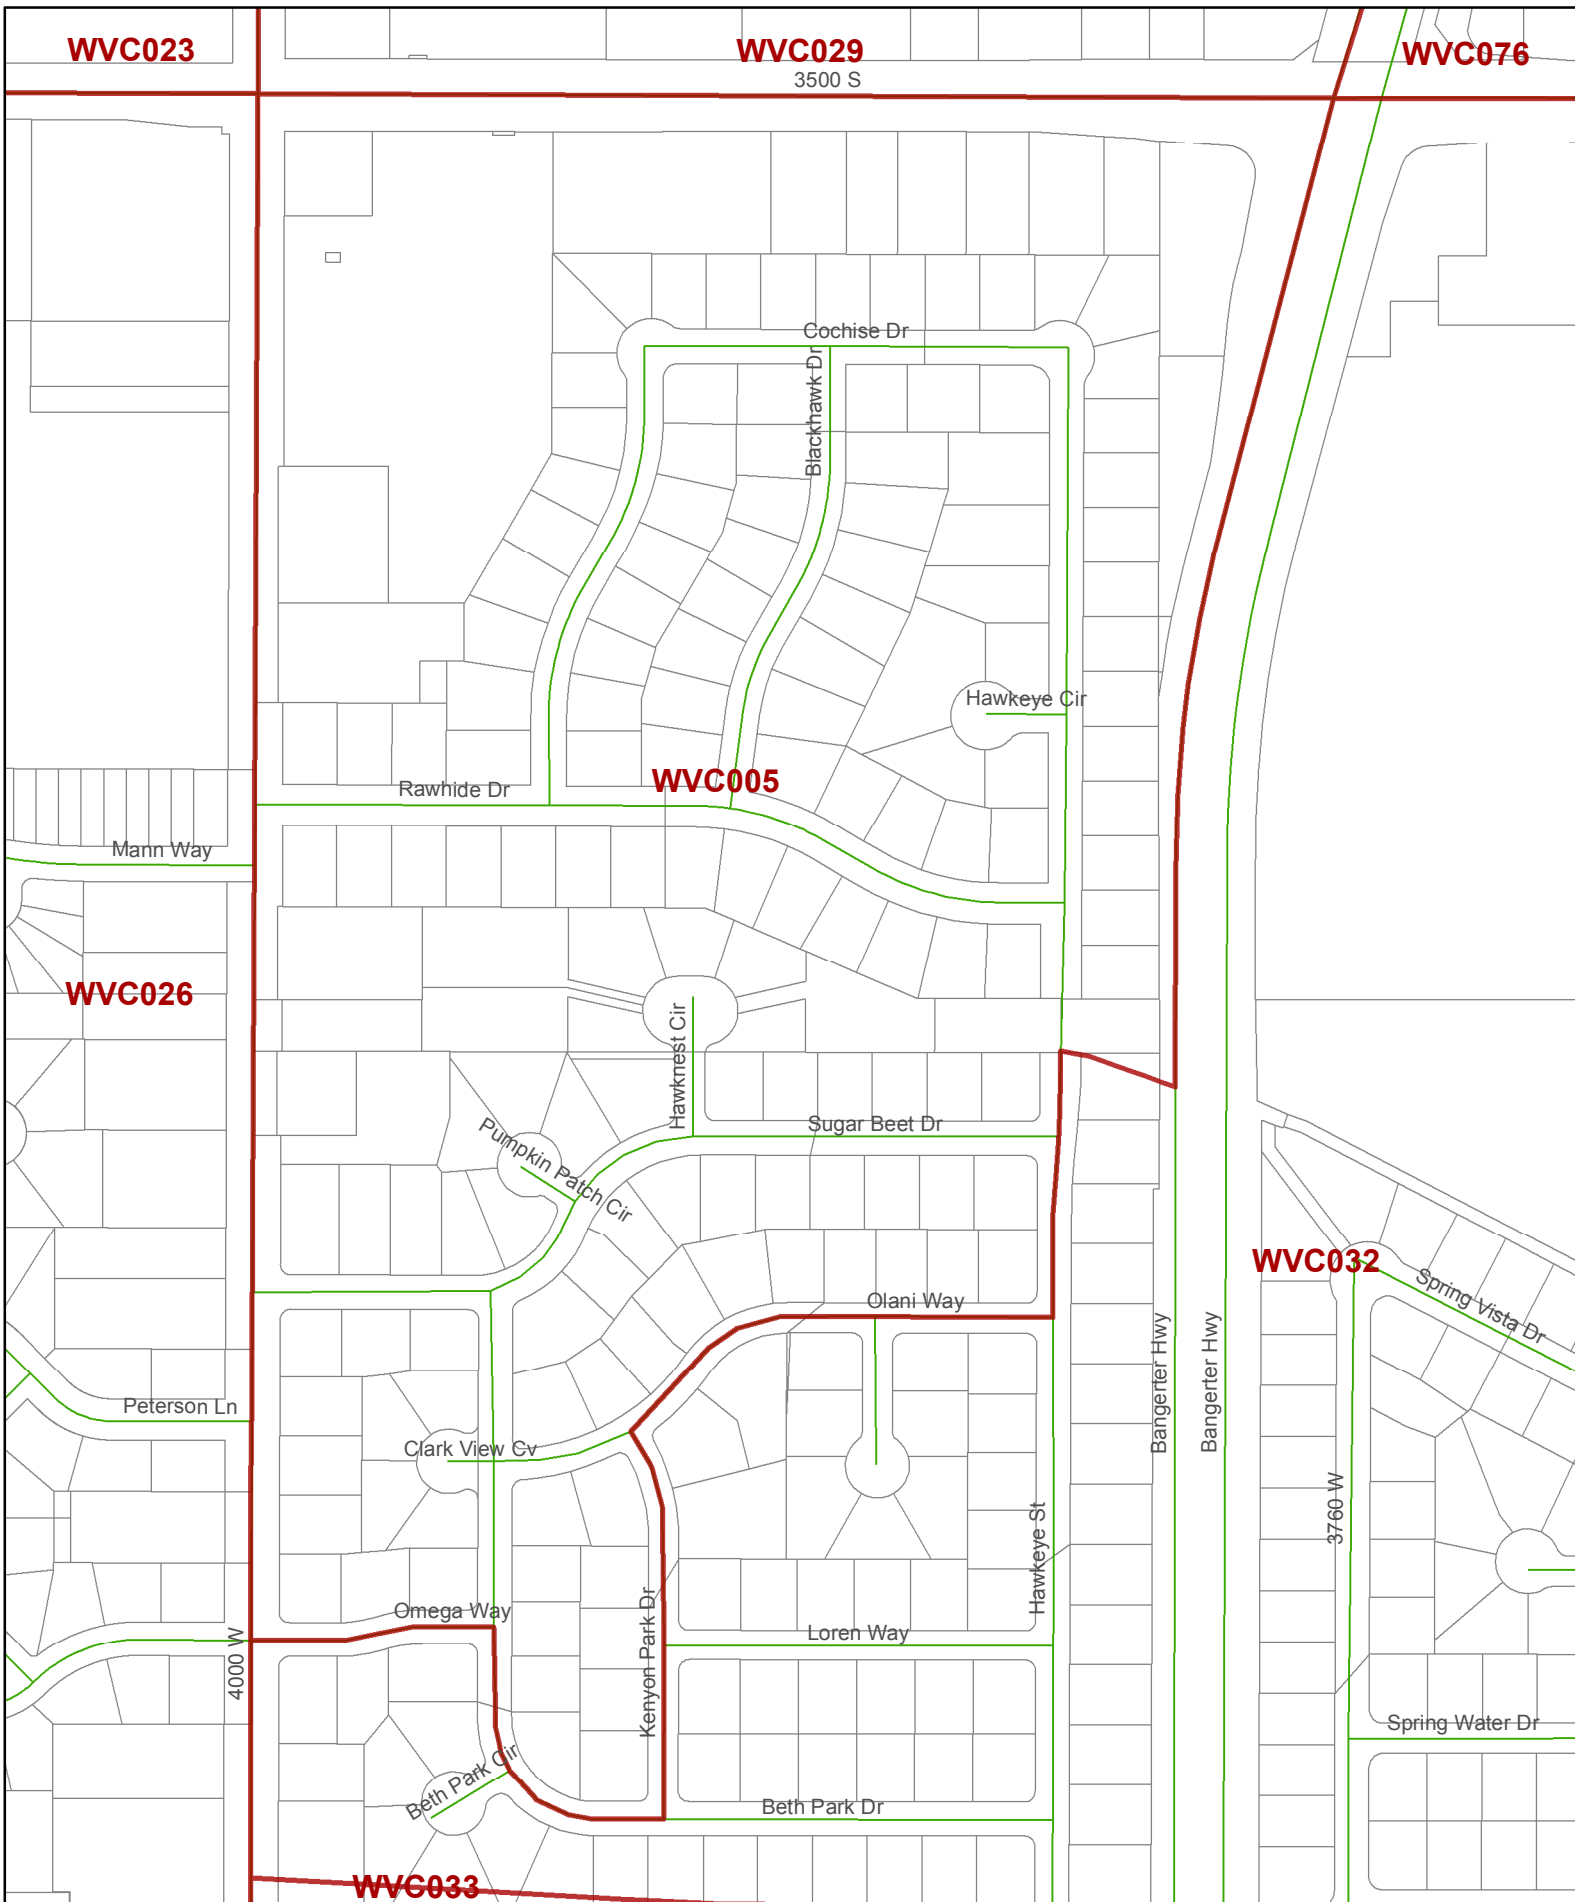 WVC023
WVC029
WVC076
3500 S
Cochise Dr
Blackhawk Dr
Hawkeye Cir
WVC005
Rawhide Dr
Mann Way
WVC026
Hawknest Cir
Sugar Beet Dr
Pumpkin Patch Cir
WVC032
Spring Vista Dr
Olani Way
Bangerter Hwy
Bangerter Hwy
Peterson Ln
Clark View Cv
3760 W
Hawkeye St
Omega Way
Kenyon Park Dr
Loren Way
4000 W
Spring Water Dr
Beth Park Cir
Beth Park Dr
WVC033